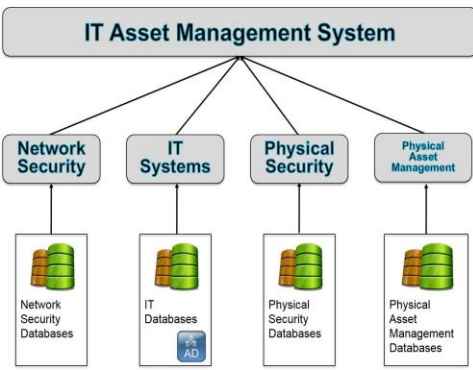 IT Asset Management System
Network
Security
IT
Systems
Physical
Security
Physical
Asset
Management
Network
Security
Databases
IT
Databases
AD
Physical
Security
Databases
Physical
Asset
Management
Databases